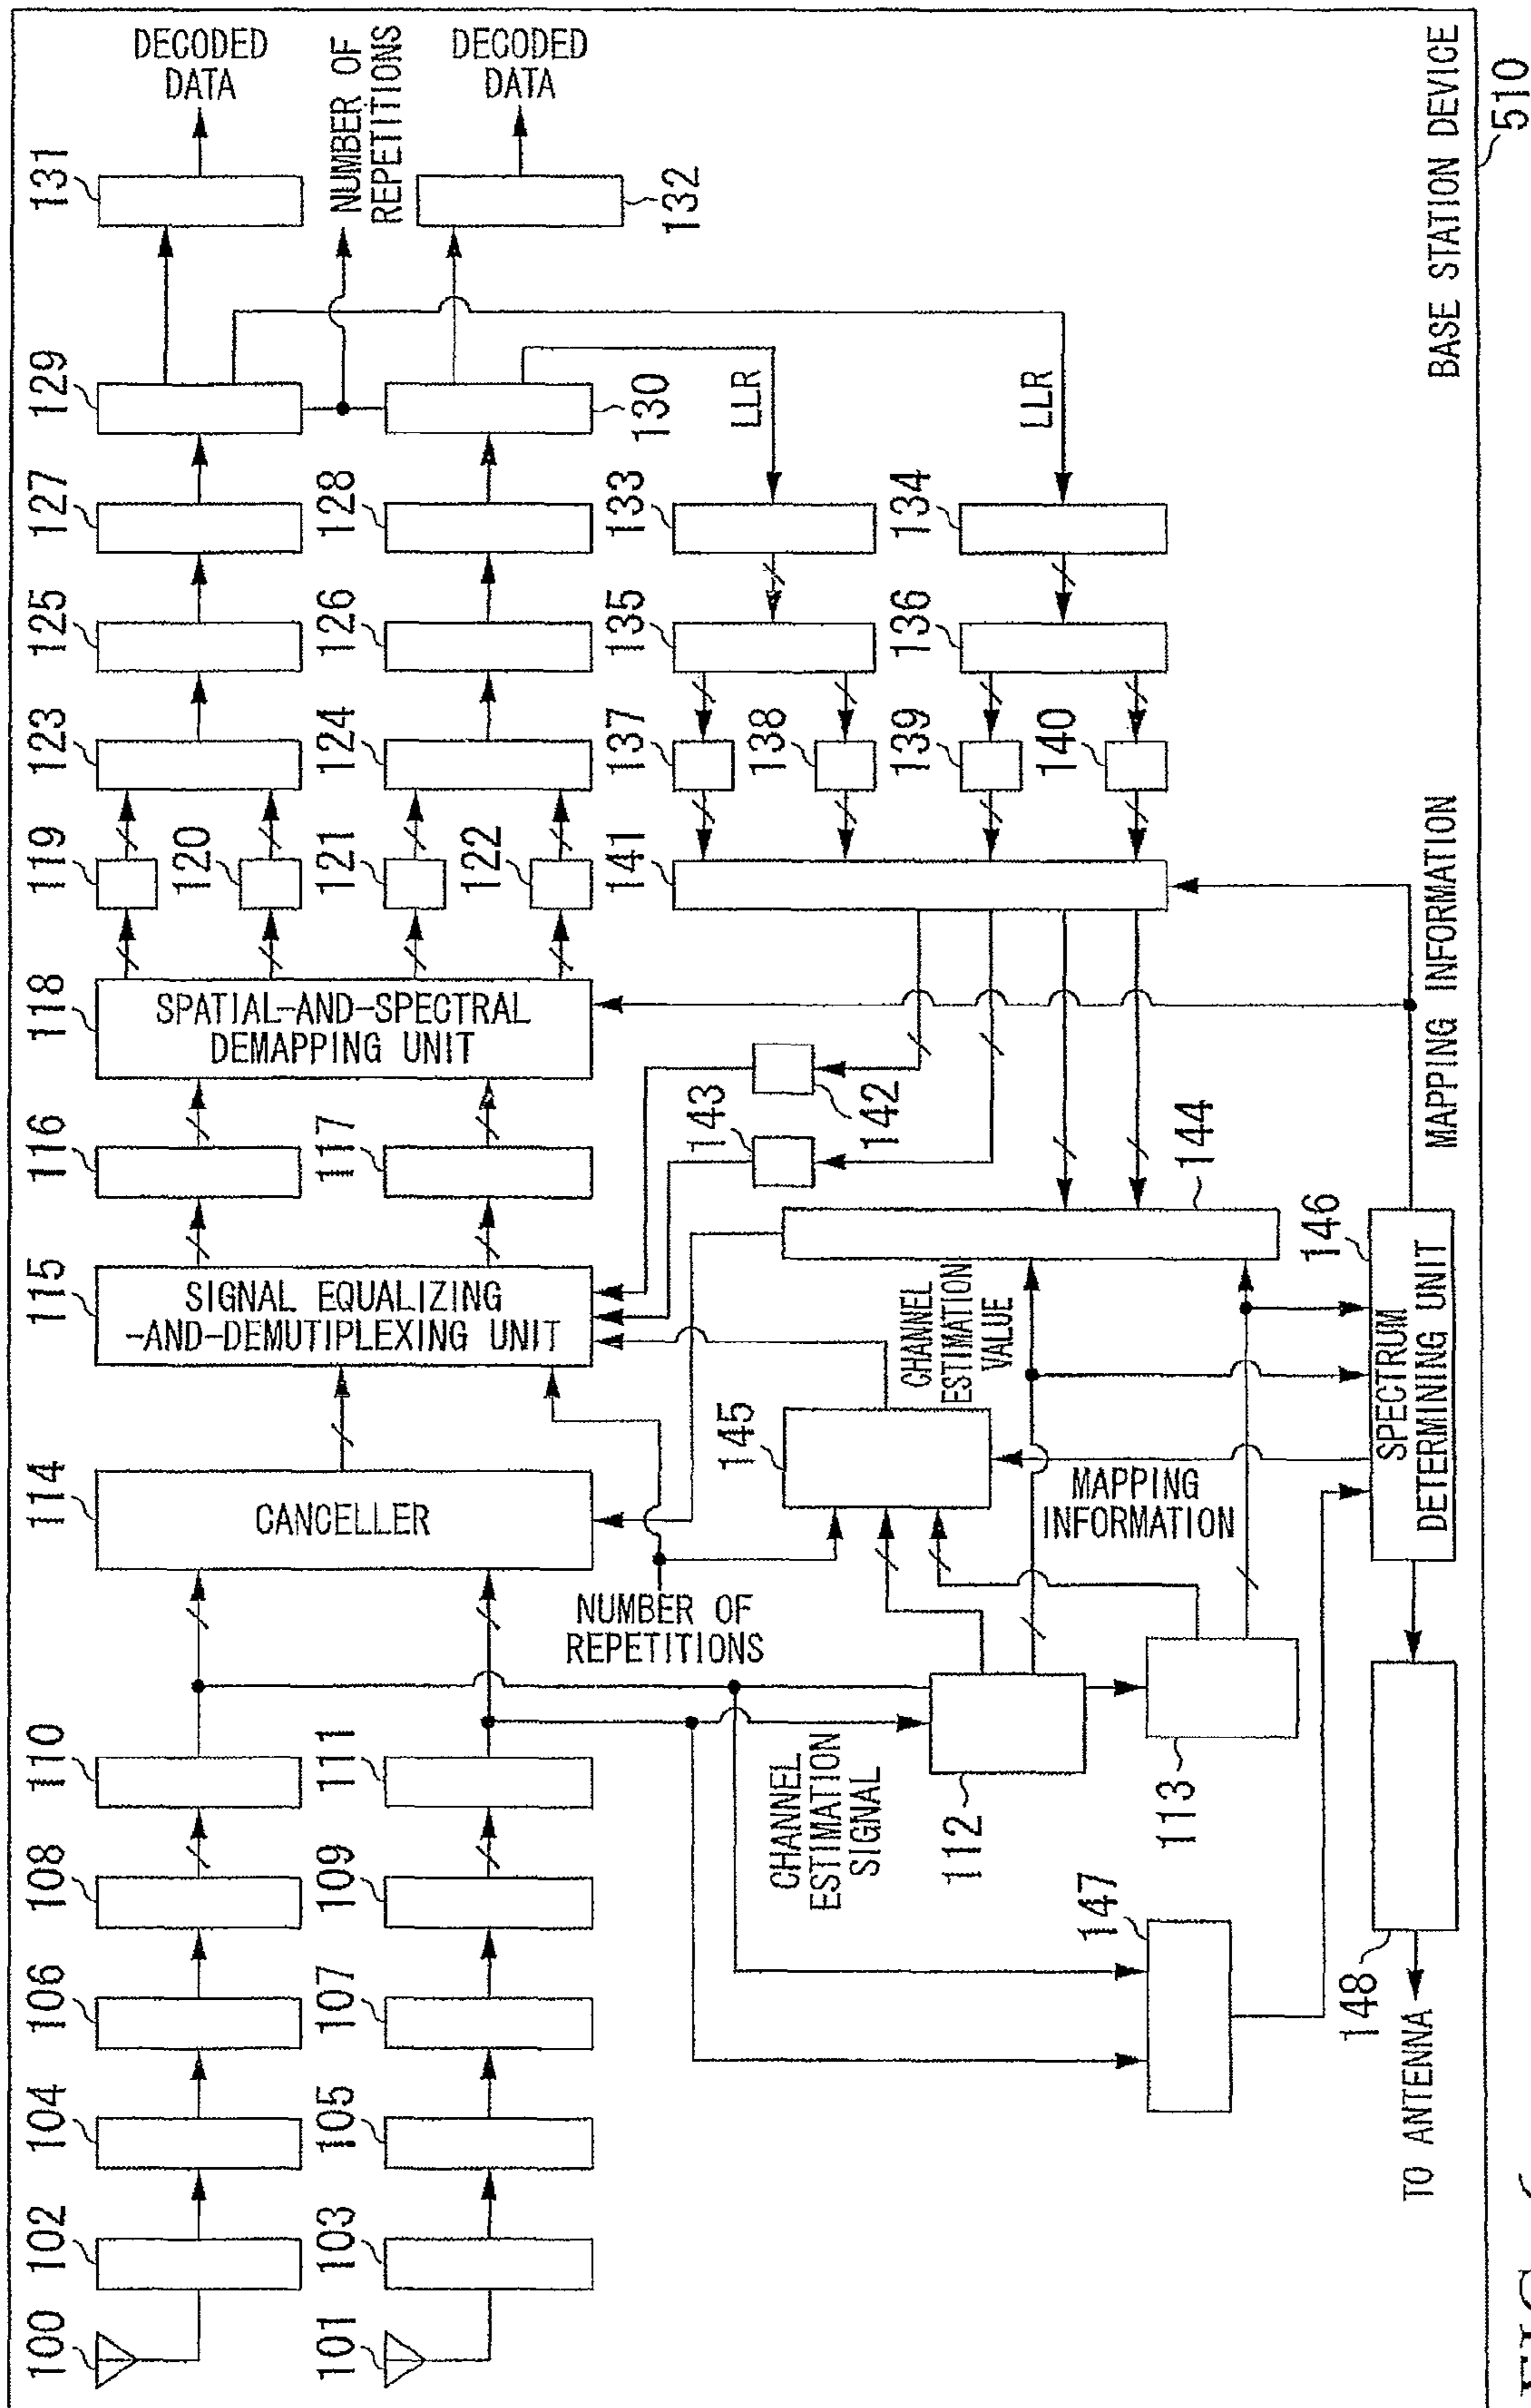 100
102
104
106
108
110
114
CANCELLER
115
SIGNAL EQUALIZING
-AND-DEMUTIPLEXING UNIT
116
118
SPATIAL-AND-SPECTRAL
DEMAPPING UNIT
119
120
123
125
127
129
131
DECODED
DATA
NUMBER OF
REPETITIONS
101
103
105
107
109
111
117
121
122
124
126
128
130
132
DECODED
DATA
NUMBER OF
REPETITIONS
143
142
141
137
138
139
140
135
136
133
134
LLR
LLR
CHANNEL
ESTIMATION
SIGNAL
112
113
145
CHANNEL
ESTIMATION
VALUE
144
MAPPING
INFORMATION
147
146
SPECTRUM
DETERMINING UNIT
MAPPING INFORMATION
148
TO ANTENNA
BASE STATION DEVICE
510